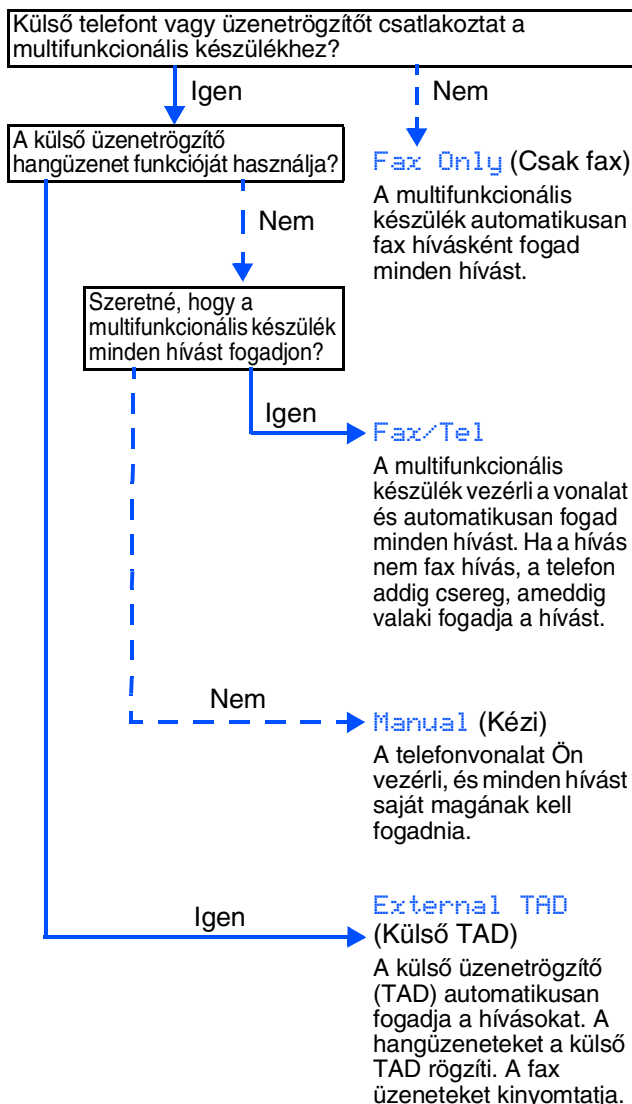 Külső telefont vagy üzenetrögzítőt csatlakoztat a
multifunkcionális készülékhez?
Igen
Nem
A külső üzenetrögzítő
hangüzenet funkcióját használja?
Fax Only (Csak fax)
A multifunkcionális
készülék automatikusan
fax hívásként fogad
minden hívást.
Nem
Szeretné, hogy a
multifunkcionális készülék
minden hívást fogadjon?
Igen
Fax/Tel
A multifunkcionális
készülék vezérli a vonalat
és automatikusan fogad
minden hívást. Ha a hívás
nem fax hívás, a telefon
addig csereg, ameddig
valaki fogadja a hívást.
Nem
Manual (Kézi)
A telefonvonalat Ön
vezérli, és minden hívást
saját magának kell
fogadnia.
Igen
External TAD
(Külső TAD)
A külső üzenetrögzítő
(TAD) automatikusan
fogadja a hívásokat. A
hangüzeneteket a külső
TAD rögzíti. A fax
üzeneteket kinyomtatja.